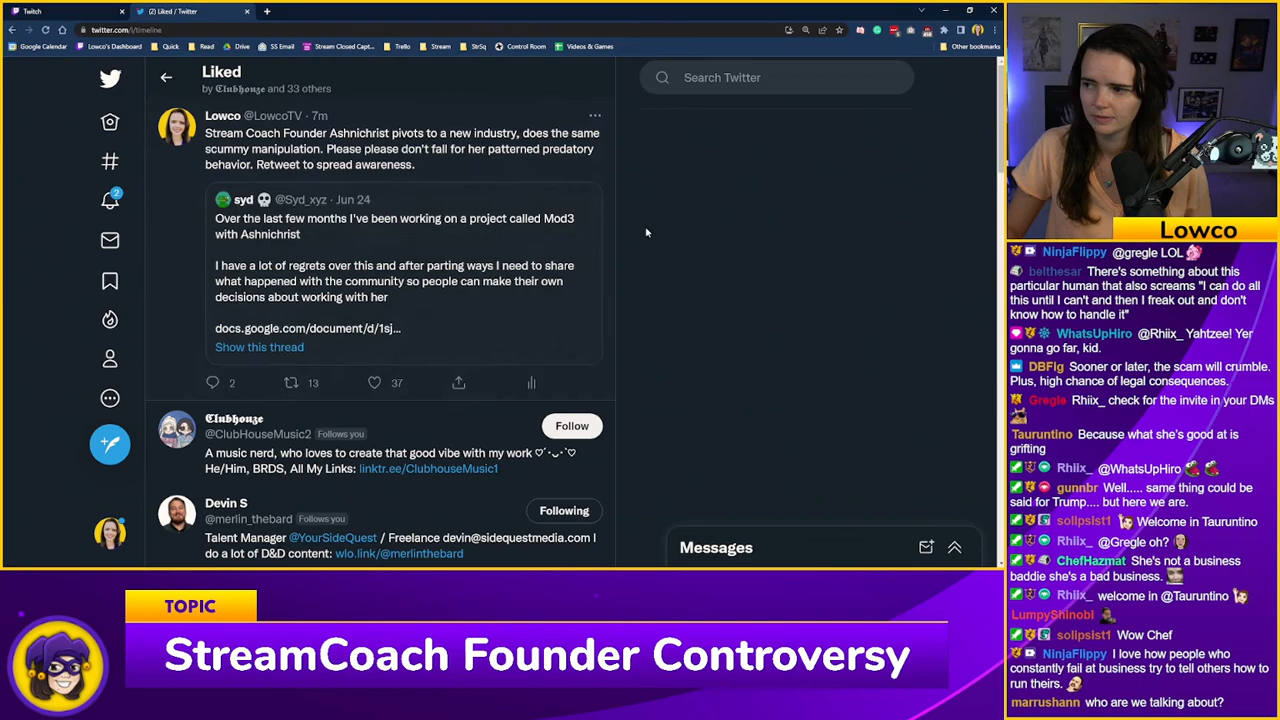 Twitch
(2) Liked / Twitter
twitter.com/i/timeline
Google Calendar
Lowco's Dashboard
Quick
Read
Drive
SS Email
Stream Closed Capt...
Trello
Stream
StrSq
Control Room
Videos & Games
Other bookmarks
Liked
by 𝕮𝖑𝖚𝖇𝖍𝖔𝖚𝖟𝖊 and 33 others
Search Twitter
2
Lowco @LowcoTV · 7m
Stream Coach Founder Ashnichrist pivots to a new industry, does the same
scummy manipulation. Please please don't fall for her patterned predatory
behavior. Retweet to spread awareness.
syd 💀 @Syd_xyz · Jun 24
Over the last few months I've been working on a project called Mod3
with Ashnichrist
I have a lot of regrets over this and after parting ways I need to share
what happened with the community so people can make their own
decisions about working with her
docs.google.com/document/d/1sj...
Show this thread
2 13 37
𝕮𝖑𝖚𝖇𝖍𝖔𝖚𝖟𝖊
@ClubHouseMusic2 Follows you
Follow
A music nerd, who loves to create that good vibe with my work ♡´･ᴗ･`♡
He/Him, BRDS, All My Links: linktr.ee/ClubhouseMusic1
Devin S
@merlin_thebard Follows you
Following
Talent Manager @YourSideQuest / Freelance devin@sidequestmedia.com I
do a lot of D&D content: wlo.link/@merlinthebard
Messages
Lowco
NinjaFlippy @gregle LOL
belthesar There's something about this
particular human that also screams "I can do all
this until I can't and then I freak out and don't
know how to handle it"
WhatsUpHiro @Rhiix_ Yahtzee! Yer
gonna go far, kid.
DBFig Sooner or later, the scam will crumble.
Plus, high chance of legal consequences.
Gregle Rhiix_ check for the invite in your DMs
Tauruntino Because what she's good at is
grifting
Rhiix_ @WhatsUpHiro
gunnbr Well..... same thing could be
said for Trump.... but here we are.
solipsist1 Welcome in Tauruntino
Rhiix_ @Gregle oh?
ChefHazmat She's not a business
baddie she's a bad business.
Rhiix_ welcome in @Tauruntino
LumpyShinobi
solipsist1 Wow Chef
NinjaFlippy I love how people who
constantly fail at business try to tell others how to
run theirs.
marrushann who are we talking about?
TOPIC
StreamCoach Founder Controversy